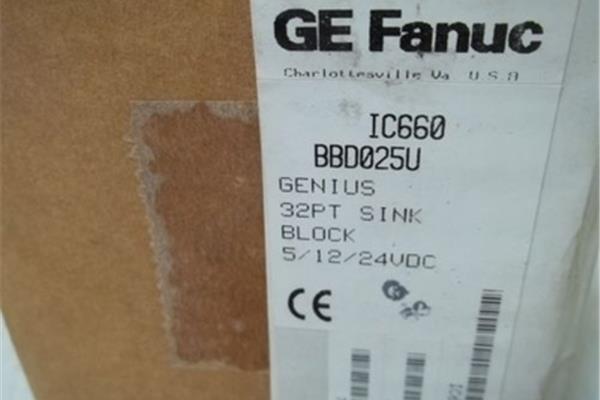 GE Fanuc
Charlottesville Va U S A
IC660
BBD025U
GENIUS
32PT SINK
BLOCK
5/12/24VDC
CE